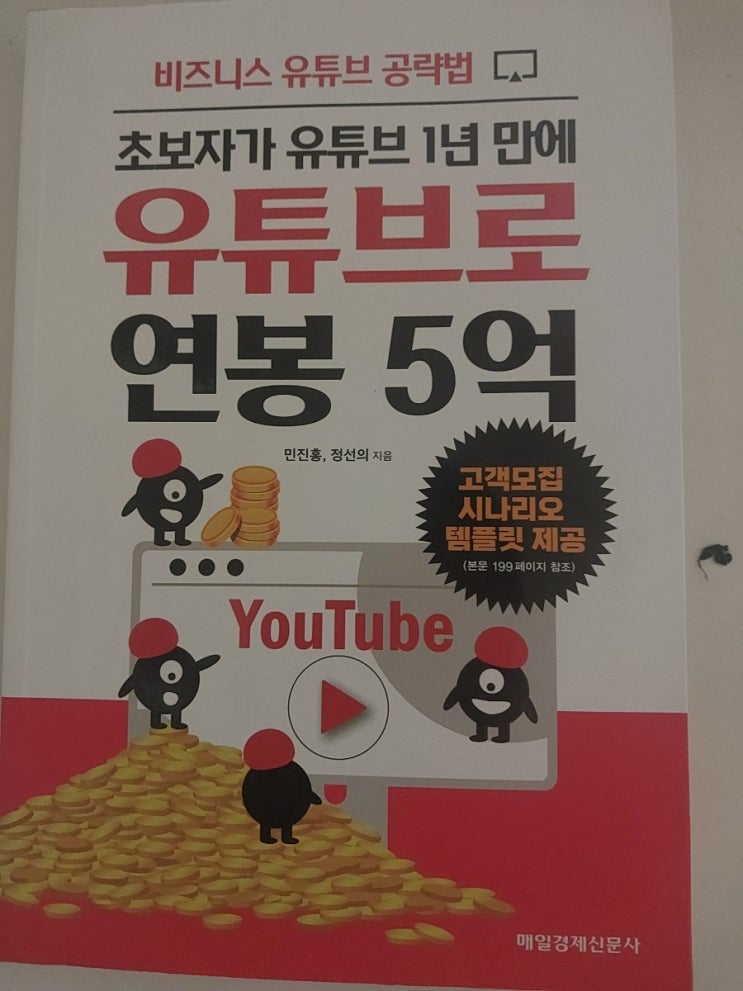 비즈니스 유튜브 공략법
초보자가 유튜브 1년 만에
유튜브로
연봉 5억
민진홍, 정선의 지음
고객모집
시나리오
템플릿 제공
(본문 199페이지 참조)
YouTube
매일경제신문사